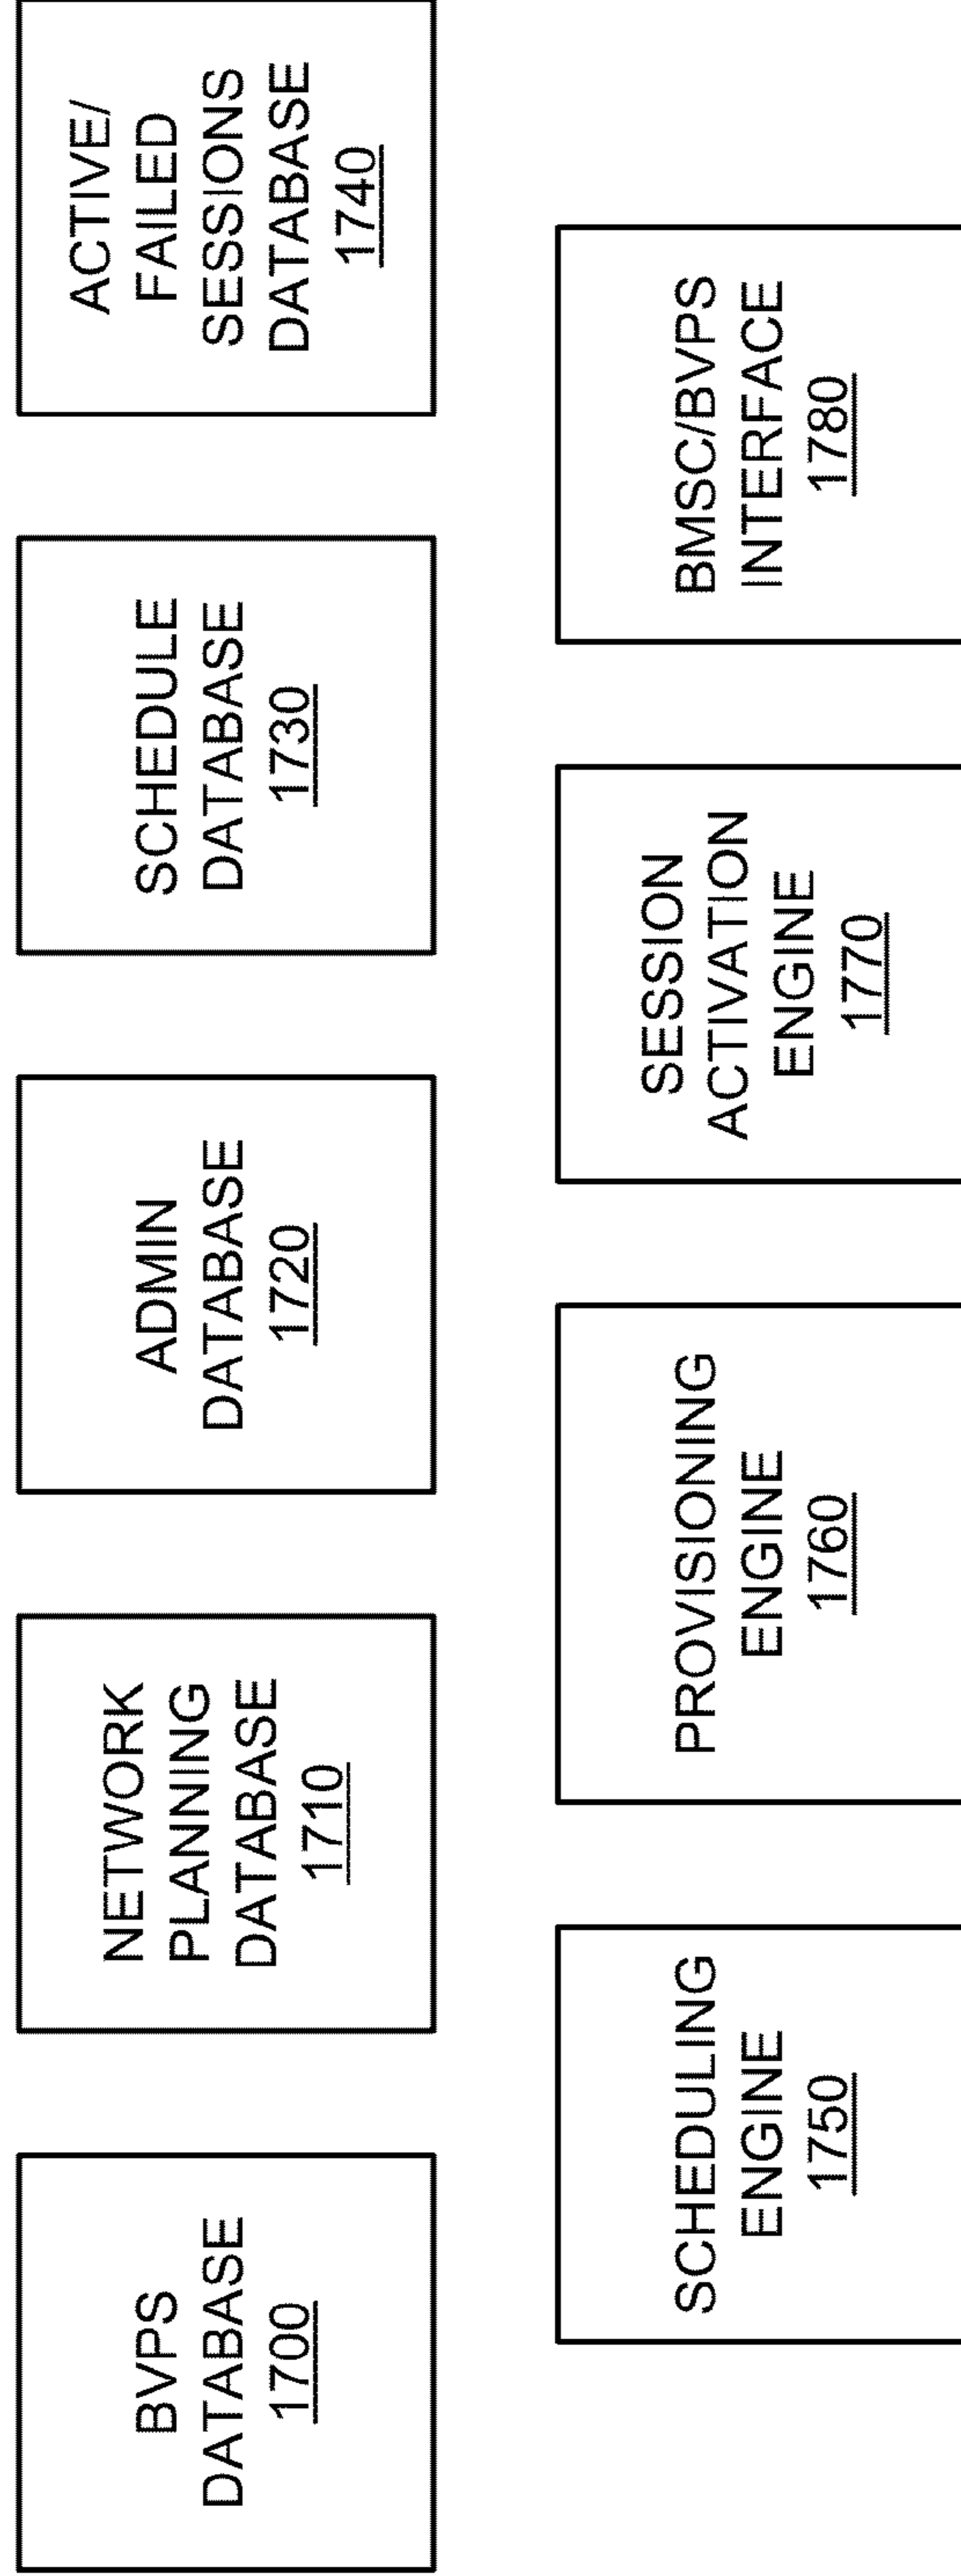 BVPS
DATABASE
1700
NETWORK
PLANNING
DATABASE
1710
ADMIN
DATABASE
1720
SCHEDULE
DATABASE
1730
ACTIVE/
FAILED
SESSIONS
DATABASE
1740
SCHEDULING
ENGINE
1750
PROVISIONING
ENGINE
1760
SESSION
ACTIVATION
ENGINE
1770
BMSC/BVPS
INTERFACE
1780